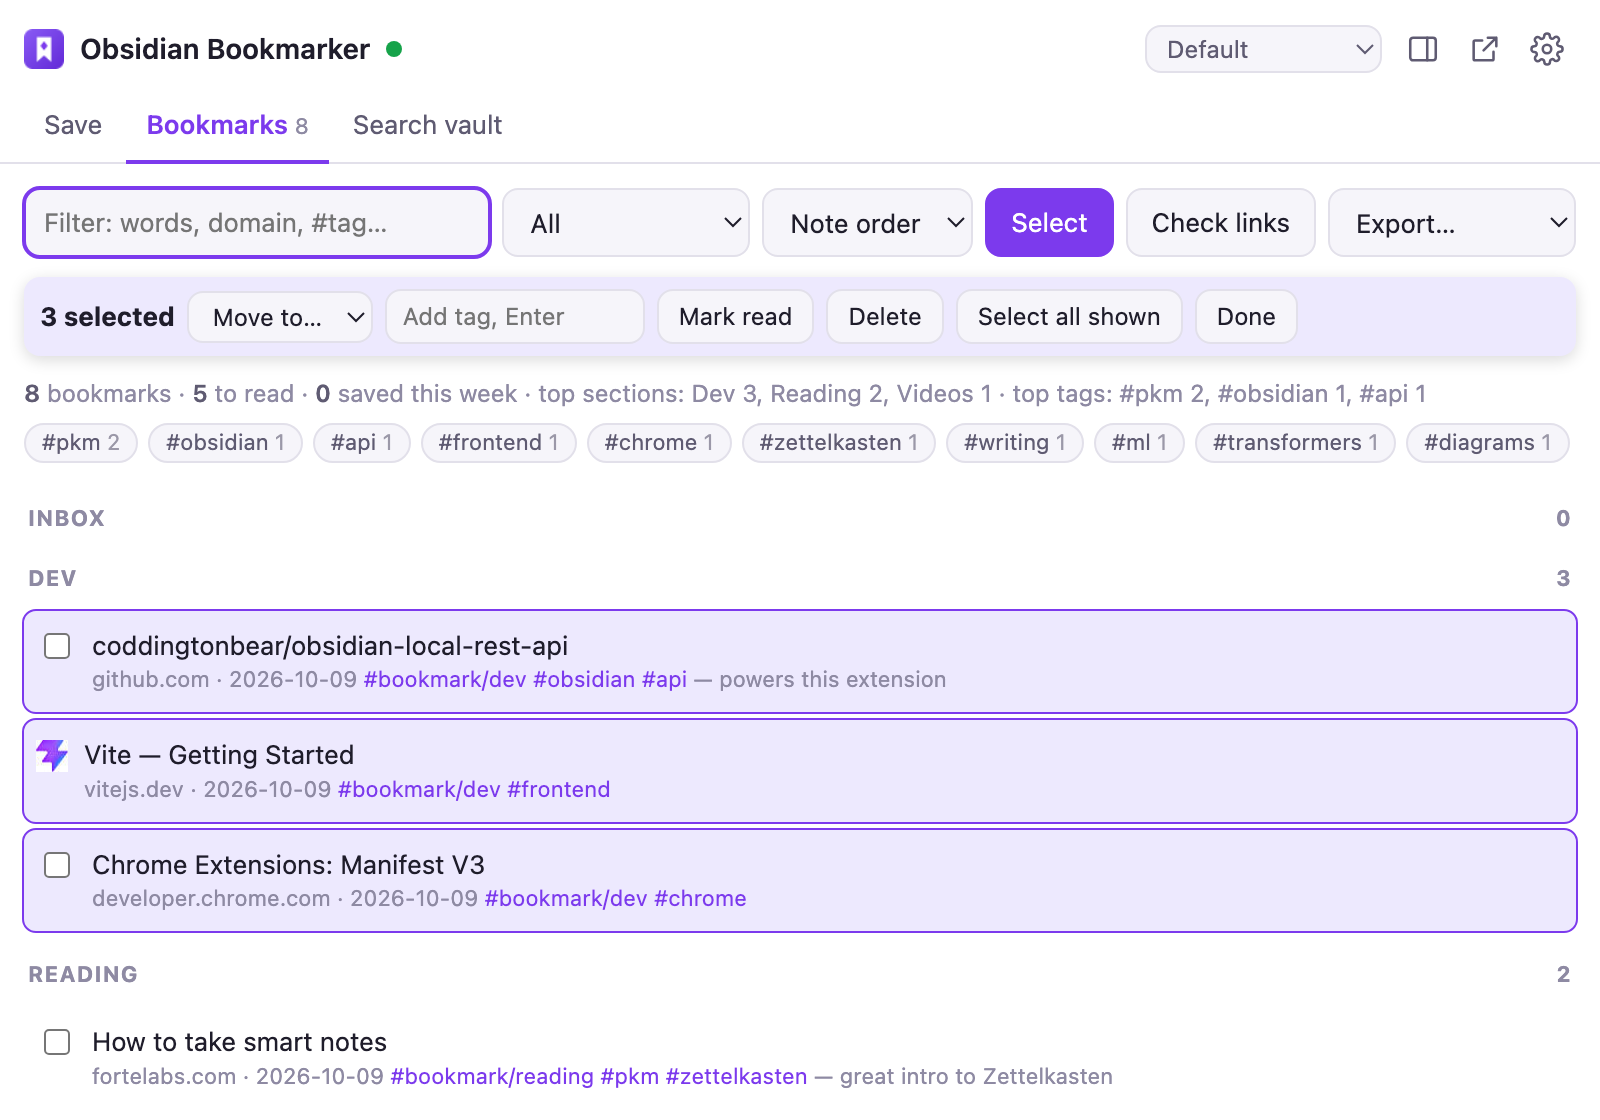 Obsidian Bookmarker
Default
Save
Bookmarks 8
Search vault
Filter: words, domain, #tag...
All
Note order
Select
Check links
Export...
3 selected
Move to...
Add tag, Enter
Mark read
Delete
Select all shown
Done
8 bookmarks · 5 to read · 0 saved this week · top sections: Dev 3, Reading 2, Videos 1 · top tags: #pkm 2, #obsidian 1, #api 1
#pkm 2
#obsidian 1
#api 1
#frontend 1
#chrome 1
#zettelkasten 1
#writing 1
#ml 1
#transformers 1
#diagrams 1
INBOX 0
DEV 3
coddingtonbear/obsidian-local-rest-api
github.com · 2026-10-09 #bookmark/dev #obsidian #api — powers this extension
Vite — Getting Started
vitejs.dev · 2026-10-09 #bookmark/dev #frontend
Chrome Extensions: Manifest V3
developer.chrome.com · 2026-10-09 #bookmark/dev #chrome
READING 2
How to take smart notes
fortelabs.com · 2026-10-09 #bookmark/reading #pkm #zettelkasten — great intro to Zettelkasten